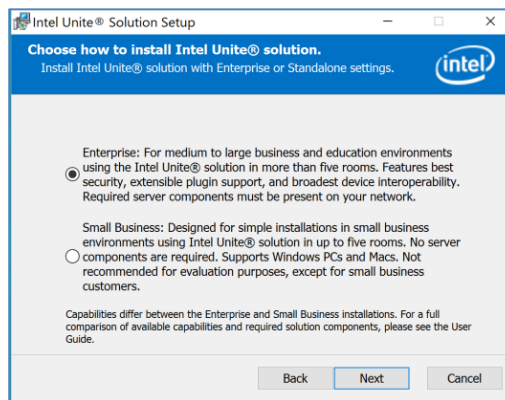 Intel Unite® Solution Setup
Choose how to install Intel Unite® solution.
Install Intel Unite® solution with Enterprise or Standalone settings.
intel
Enterprise: For medium to large business and education environments
using the Intel Unite® solution in more than five rooms. Features best
security, extensible plugin support, and broadest device interoperability.
Required server components must be present on your network.
Small Business: Designed for simple installations in small business
environments using Intel Unite® solution in up to five rooms. No server
components are required. Supports Windows PCs and Macs. Not
recommended for evaluation purposes, except for small business
customers.
Capabilities differ between the Enterprise and Small Business installations. For a full
comparison of available capabilities and required solution components, please see the User
Guide.
Back Next Cancel